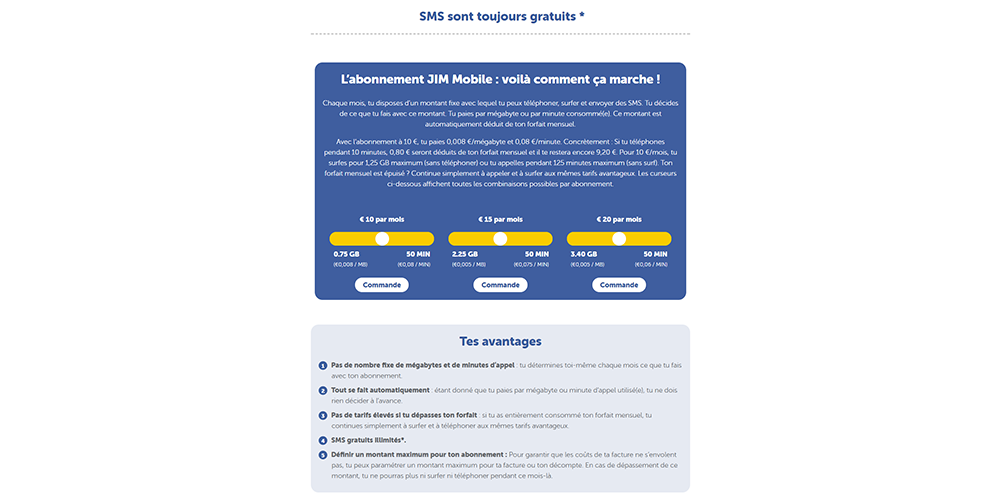 SMS sont toujours gratuits *
L'abonnement JIM Mobile : voilà comment ça marche !
Chaque mois, tu disposes d'un montant fixe avec lequel tu peux téléphoner, surfer et envoyer des SMS. Tu décides
de ce que tu fais avec ce montant. Tu paies par mégabyte ou par minute consommé(e). Ce montant est
automatiquement déduit de ton forfait mensuel.
Avec l'abonnement à 10 €, tu paies 0,008 €/mégabyte et 0,08 €/minute. Concrètement : Si tu téléphones
pendant 10 minutes, 0,80 € seront déduits de ton forfait mensuel et il te restera encore 9,20 €. Pour 10 €/mois, tu
surfes pour 1,25 GB maximum (sans téléphoner) ou tu appelles pendant 125 minutes maximum (sans surf). Ton
forfait mensuel est épuisé ? Continue simplement à appeler et à surfer aux mêmes tarifs avantageux. Les curseurs
ci-dessous affichent toutes les combinaisons possibles par abonnement.
€ 10 par mois € 15 par mois € 20 par mois
0.75 GB 50 MIN 2.25 GB 50 MIN 3.40 GB 50 MIN
(€0,008 / MB) (€0,08 / MIN) (€0,005 / MB) (€0,075 / MIN) (€0,005 / MB) (€0,06 / MIN)
Commande Commande Commande
Tes avantages
1 Pas de nombre fixe de mégabytes et de minutes d'appel : tu détermines toi-même chaque mois ce que tu fais
avec ton abonnement.
2 Tout se fait automatiquement : étant donné que tu paies par mégabyte ou minute d'appel utilisé(e), tu ne dois
rien décider à l'avance.
3 Pas de tarifs élevés si tu dépasses ton forfait : si tu as entièrement consommé ton forfait mensuel, tu
continues simplement à surfer et à téléphoner aux mêmes tarifs avantageux.
4 SMS gratuits illimités*.
5 Définir un montant maximum pour ton abonnement : Pour garantir que les coûts de ta facture ne s'envolent
pas, tu peux paramétrer un montant maximum pour ta facture ou ton décompte. En cas de dépassement de ce
montant, tu ne pourras plus ni surfer ni téléphoner pendant ce mois-là.